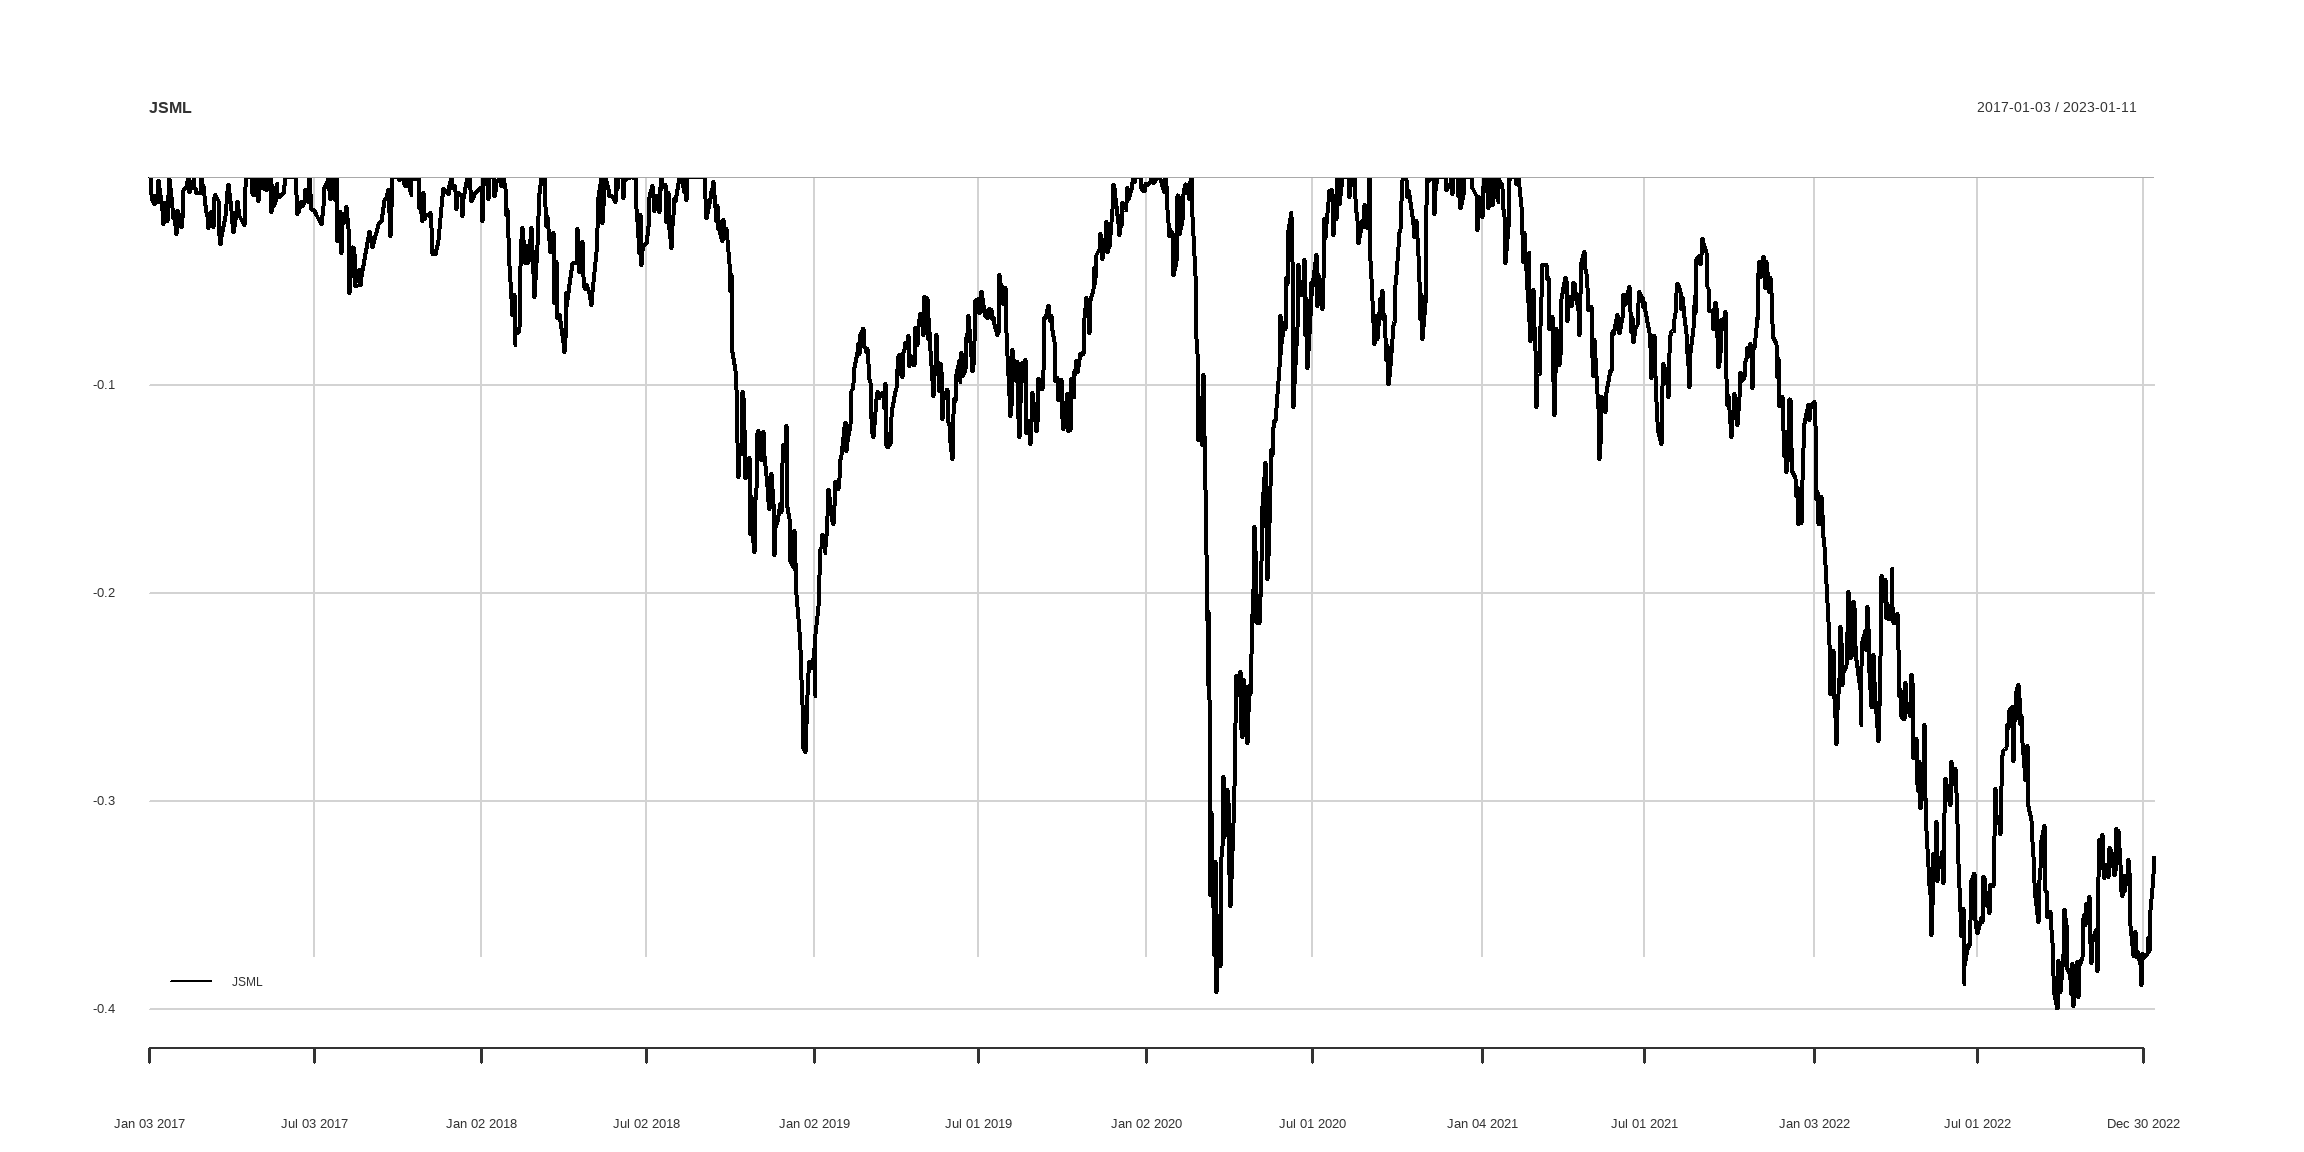 JSML
2017-01-03 / 2023-01-11
-0.1
-0.2
-0.3
-0.4
JSML
Jan 03 2017
Jul 03 2017
Jan 02 2018
Jul 02 2018
Jan 02 2019
Jul 01 2019
Jan 02 2020
Jul 01 2020
Jan 04 2021
Jul 01 2021
Jan 03 2022
Jul 01 2022
Dec 30 2022